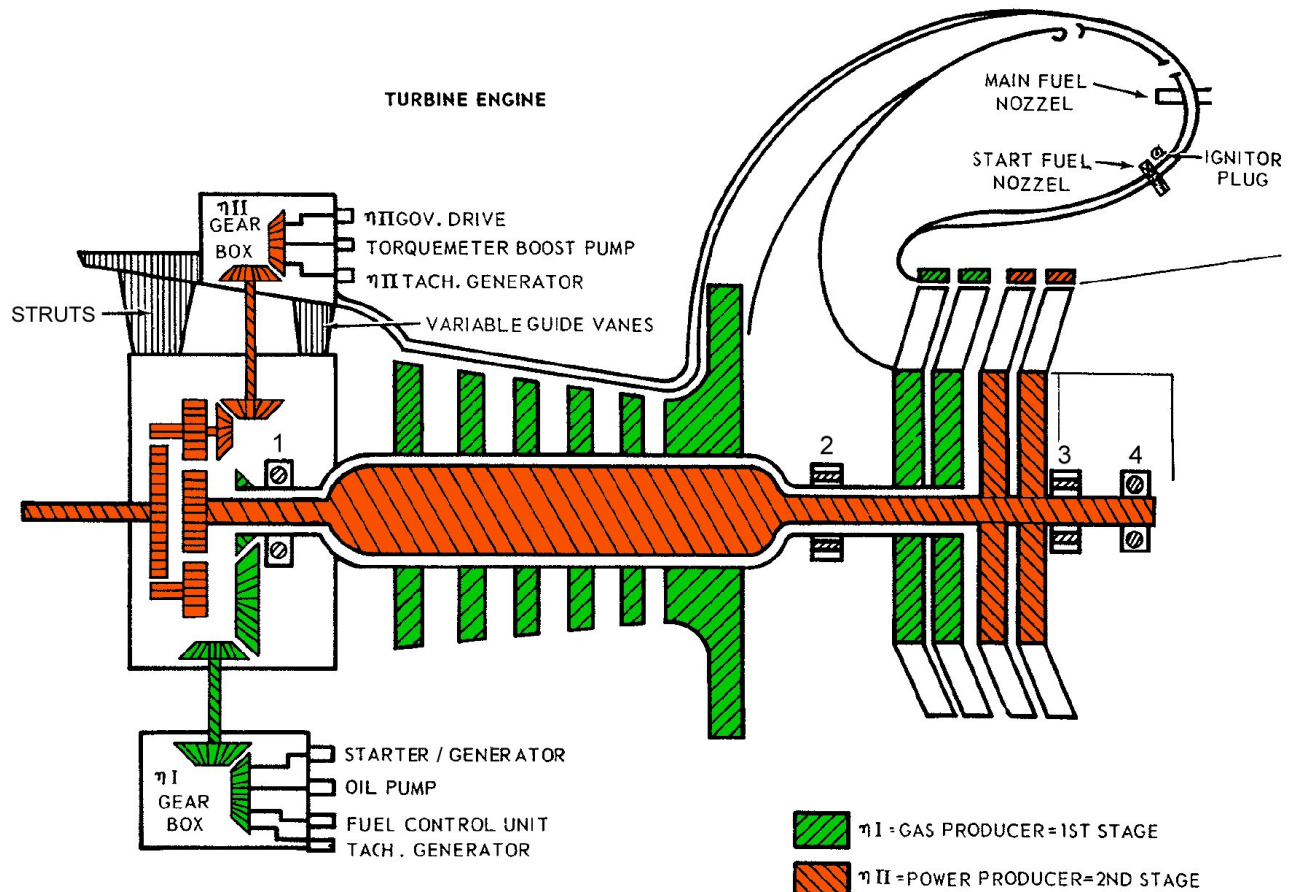 TURBINE ENGINE
MAIN FUEL
NOZZEL
START FUEL
NOZZEL
IGNITOR
PLUG
ηII
GEAR
BOX
ηII GOV. DRIVE
TORQUEMETER BOOST PUMP
ηII TACH. GENERATOR
STRUTS
VARIABLE GUIDE VANES
1
2
3
4
ηI
GEAR
BOX
STARTER / GENERATOR
OIL PUMP
FUEL CONTROL UNIT
TACH. GENERATOR
ηI = GAS PRODUCER = 1ST STAGE
ηII = POWER PRODUCER = 2ND STAGE